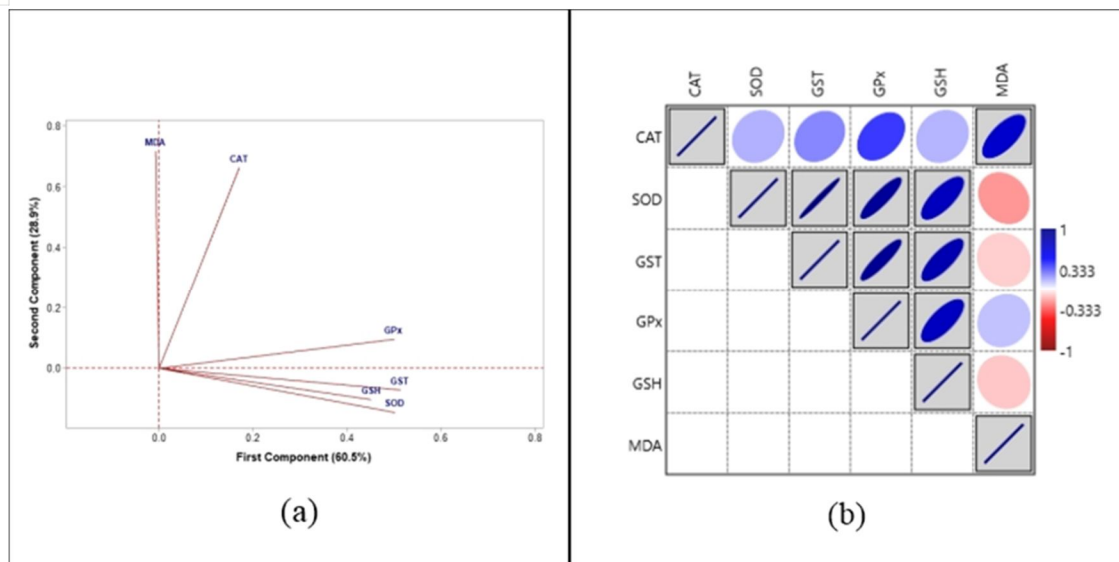 0.8
MDA
CAT
0.6
0.4
0.2
GPx
0.0
GST
GSH
SOD
0.0 0.2 0.4 0.6 0.8
Second Component (28.9%)
First Component (60.5%)
(a)
CAT SOD GST GPx GSH MDA
CAT
SOD
GST
GPx
GSH
MDA
1
0.333
-0.333
-1
(b)